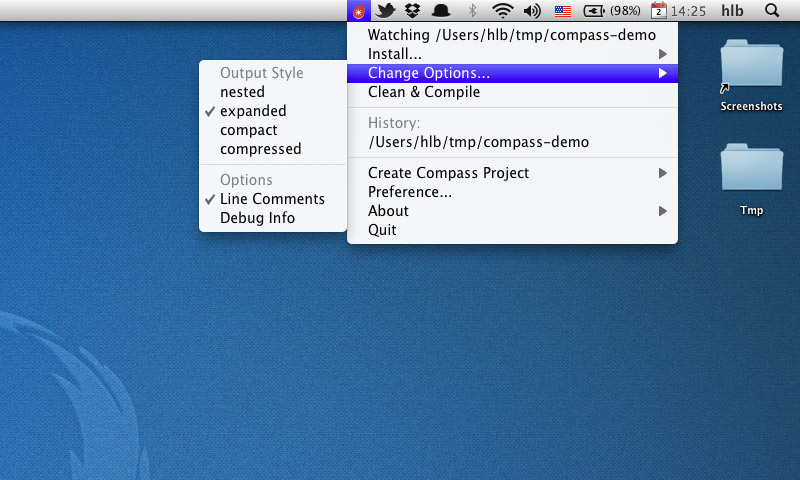 (98%)
2
14:25
hlb
Watching /Users/hlb/tmp/compass-demo
Install...
Change Options...
Clean & Compile
History:
/Users/hlb/tmp/compass-demo
Create Compass Project
Preference...
About
Quit
Output Style
nested
expanded
compact
compressed
Options
Line Comments
Debug Info
Screenshots
Tmp